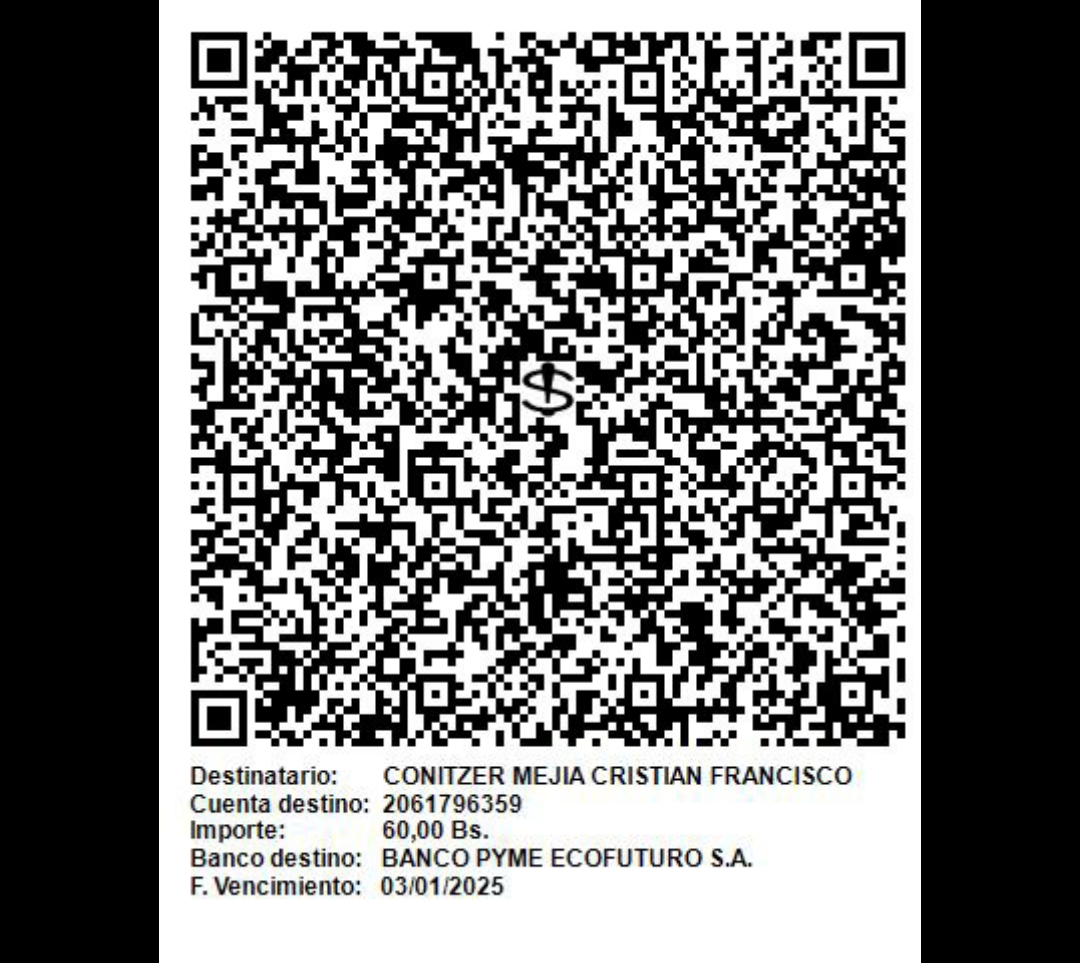 Destinatario: CONITZER MEJIA CRISTIAN FRANCISCO
Cuenta destino: 2061796359
Importe: 60,00 Bs.
Banco destino: BANCO PYME ECOFUTURO S.A.
F. Vencimiento: 03/01/2025